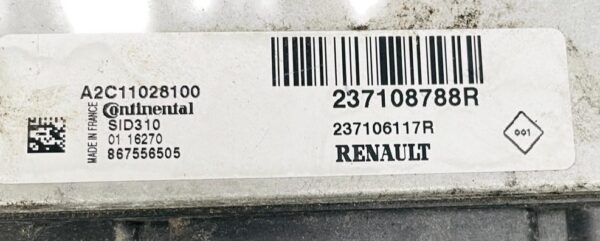 A2C11028100
MADE IN FRANCE
Continental
SID310
01 16270
867556505
237108788R
237106117R
RENAULT
001